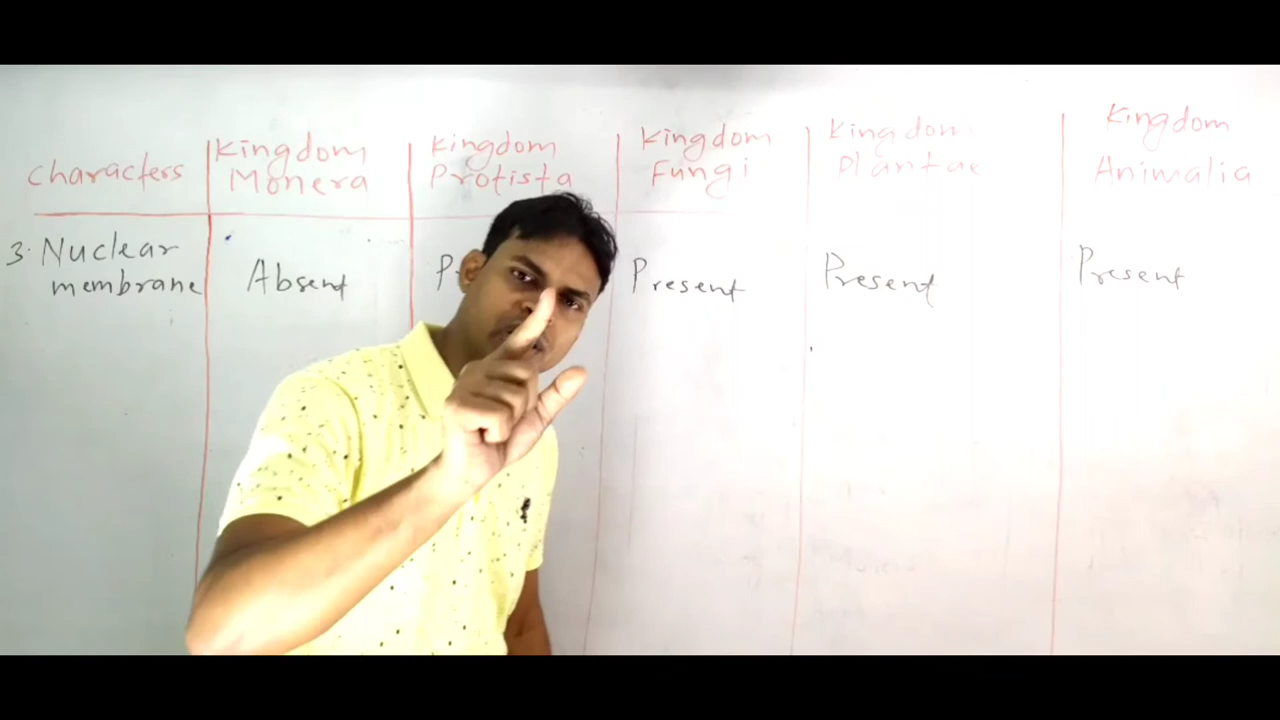 Characters
Kingdom
Monera
Kingdom
Protista
Kingdom
Fungi
Kingdom
Plantae
Kingdom
Animalia
3. Nuclear
membrane
Absent
P
Present
Present
Present